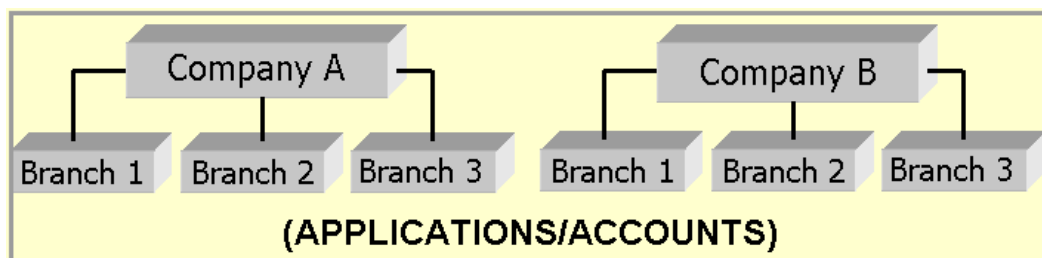 Company A
Company B
Branch 1 Branch 2 Branch 3 Branch 1 Branch 2 Branch 3
(APPLICATIONS/ACCOUNTS)